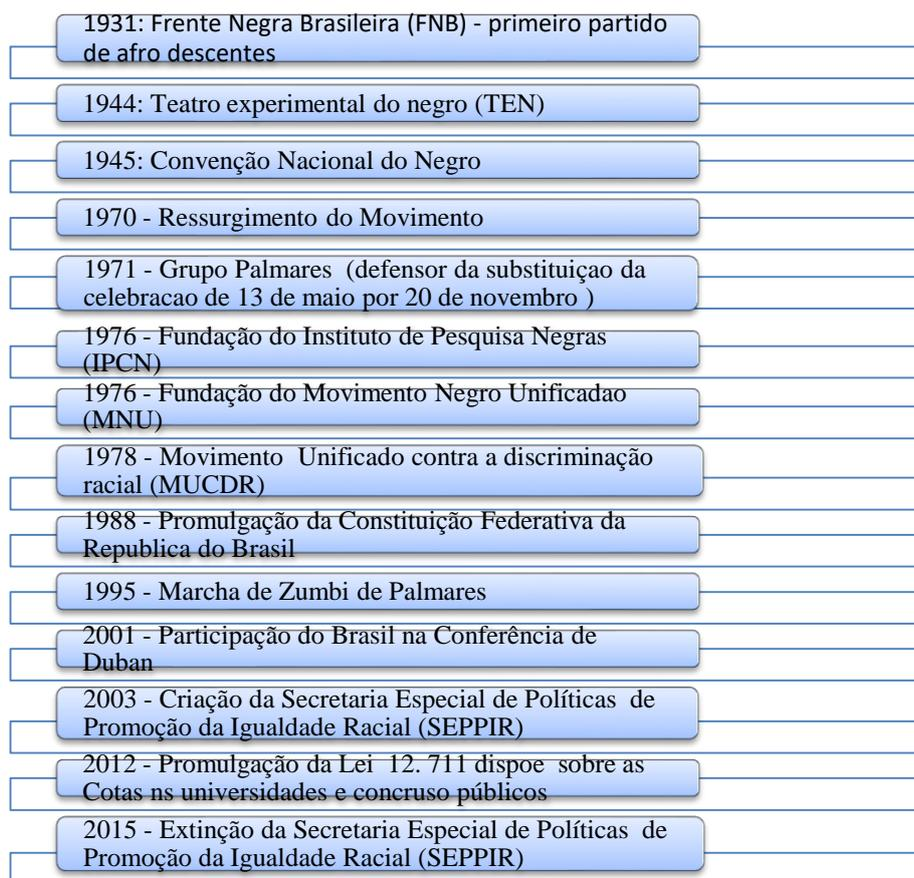 1931: Frente Negra Brasileira (FNB) - primeiro partido
de afro descentes
1944: Teatro experimental do negro (TEN)
1945: Convenção Nacional do Negro
1970 - Ressurgimento do Movimento
1971 - Grupo Palmares (defensor da substituiçao da
celebracao de 13 de maio por 20 de novembro )
1976 - Fundação do Instituto de Pesquisa Negras
(IPCN)
1976 - Fundação do Movimento Negro Unificadao
(MNU)
1978 - Movimento Unificado contra a discriminação
racial (MUCDR)
1988 - Promulgação da Constituição Federativa da
Republica do Brasil
1995 - Marcha de Zumbi de Palmares
2001 - Participação do Brasil na Conferência de
Duban
2003 - Criação da Secretaria Especial de Políticas de
Promoção da Igualdade Racial (SEPPIR)
2012 - Promulgação da Lei 12. 711 dispoe sobre as
Cotas ns universidades e concruso públicos
2015 - Extinção da Secretaria Especial de Políticas de
Promoção da Igualdade Racial (SEPPIR)